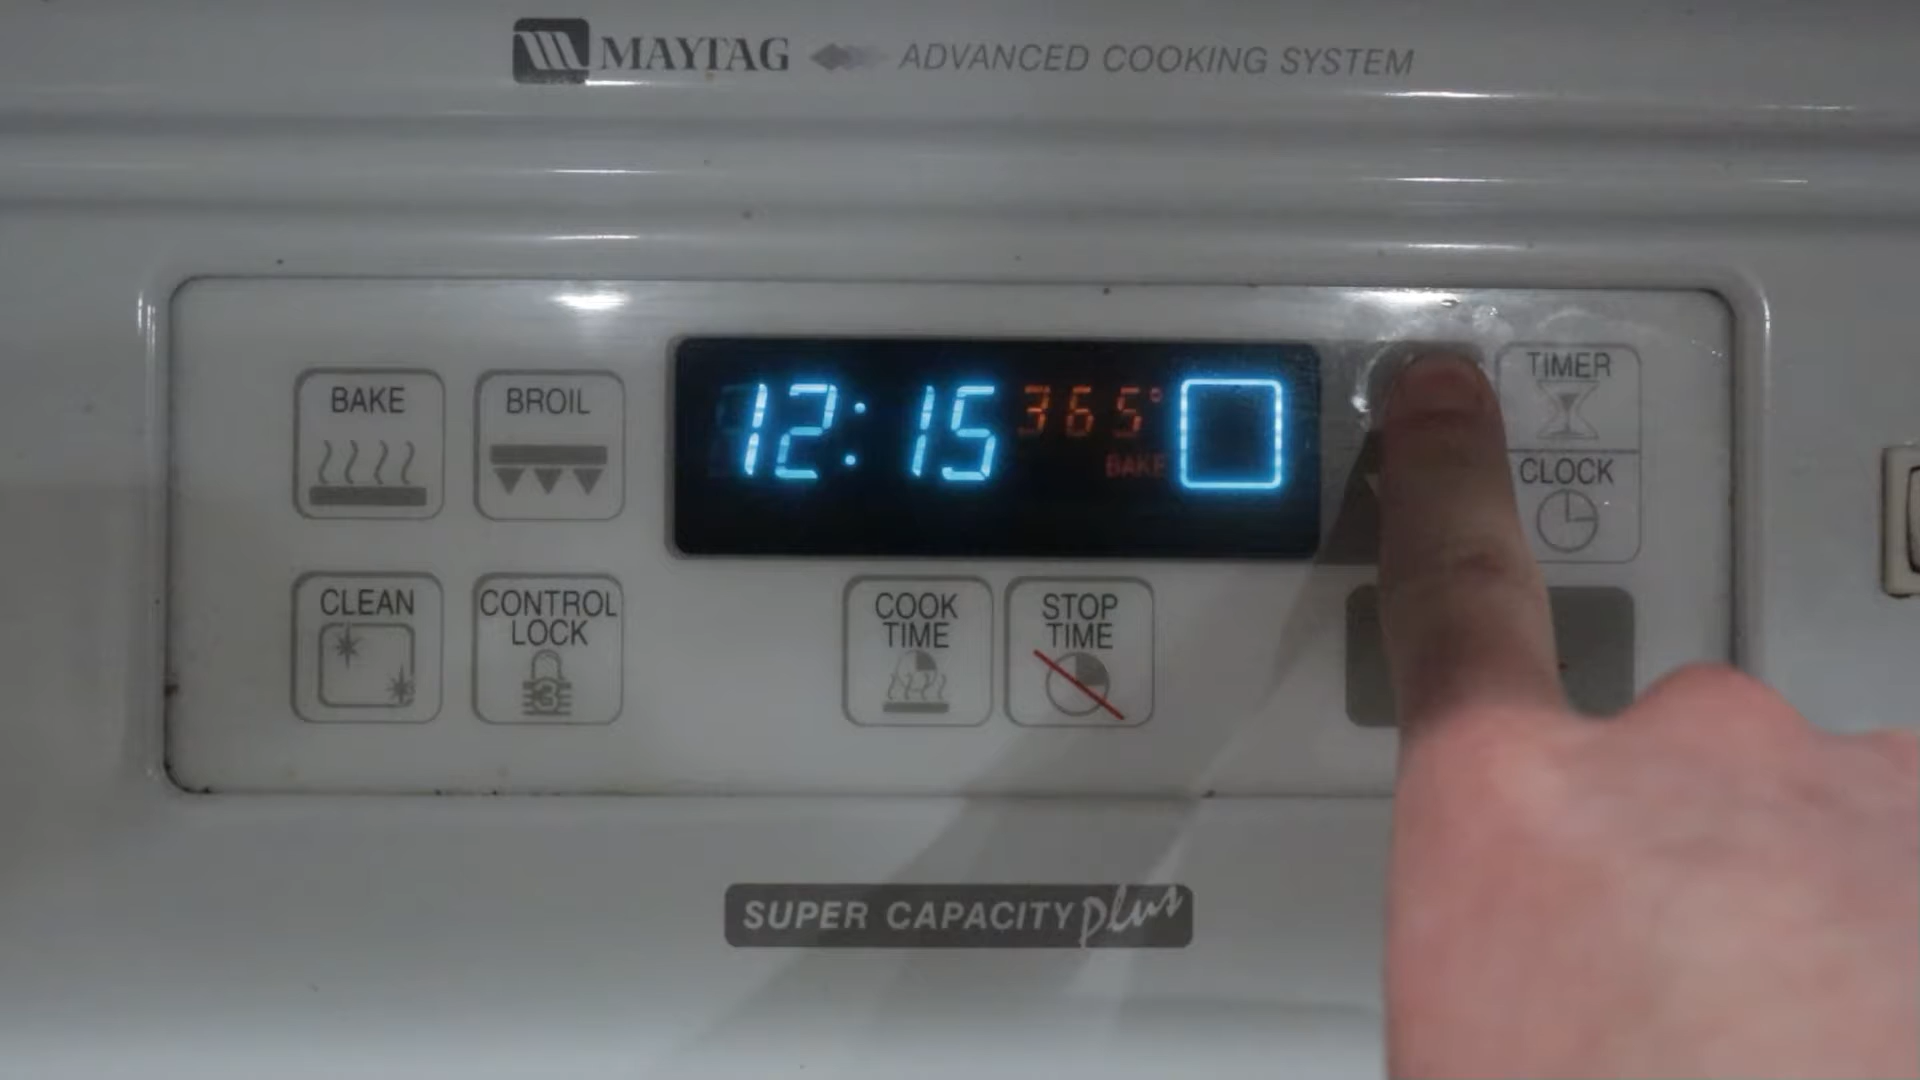 MAYTAG ADVANCED COOKING SYSTEM
BAKE
BROIL
12:15
365°
BAKE
TIMER
CLOCK
CLEAN
CONTROL
LOCK
3
COOK
TIME
STOP
TIME
SUPER CAPACITY plus